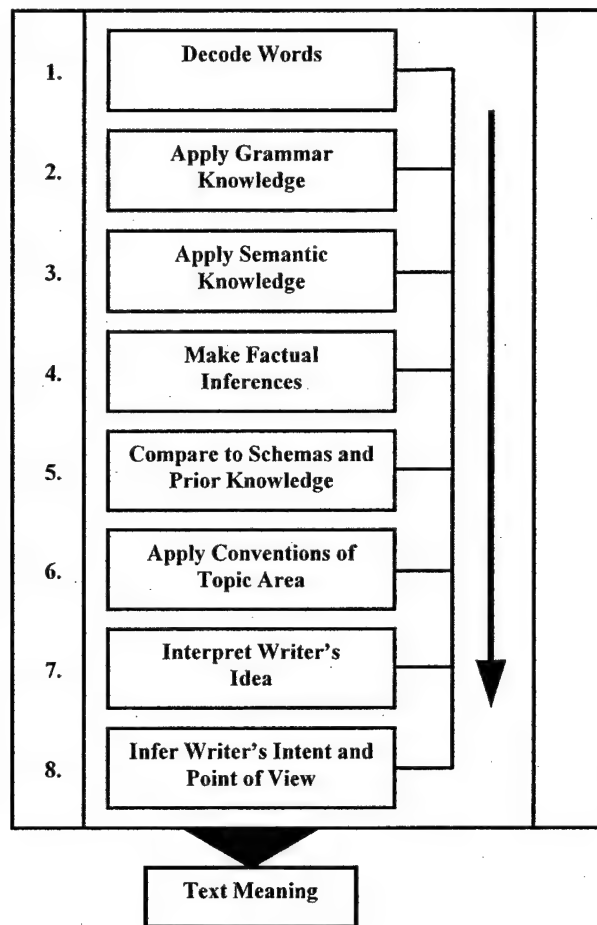 1.
Decode Words
2.
Apply Grammar
Knowledge
3.
Apply Semantic
Knowledge
4.
Make Factual
Inferences
5.
Compare to Schemas and
Prior Knowledge
6.
Apply Conventions of
Topic Area
7.
Interpret Writer's
Idea
8.
Infer Writer's Intent and
Point of View
Text Meaning